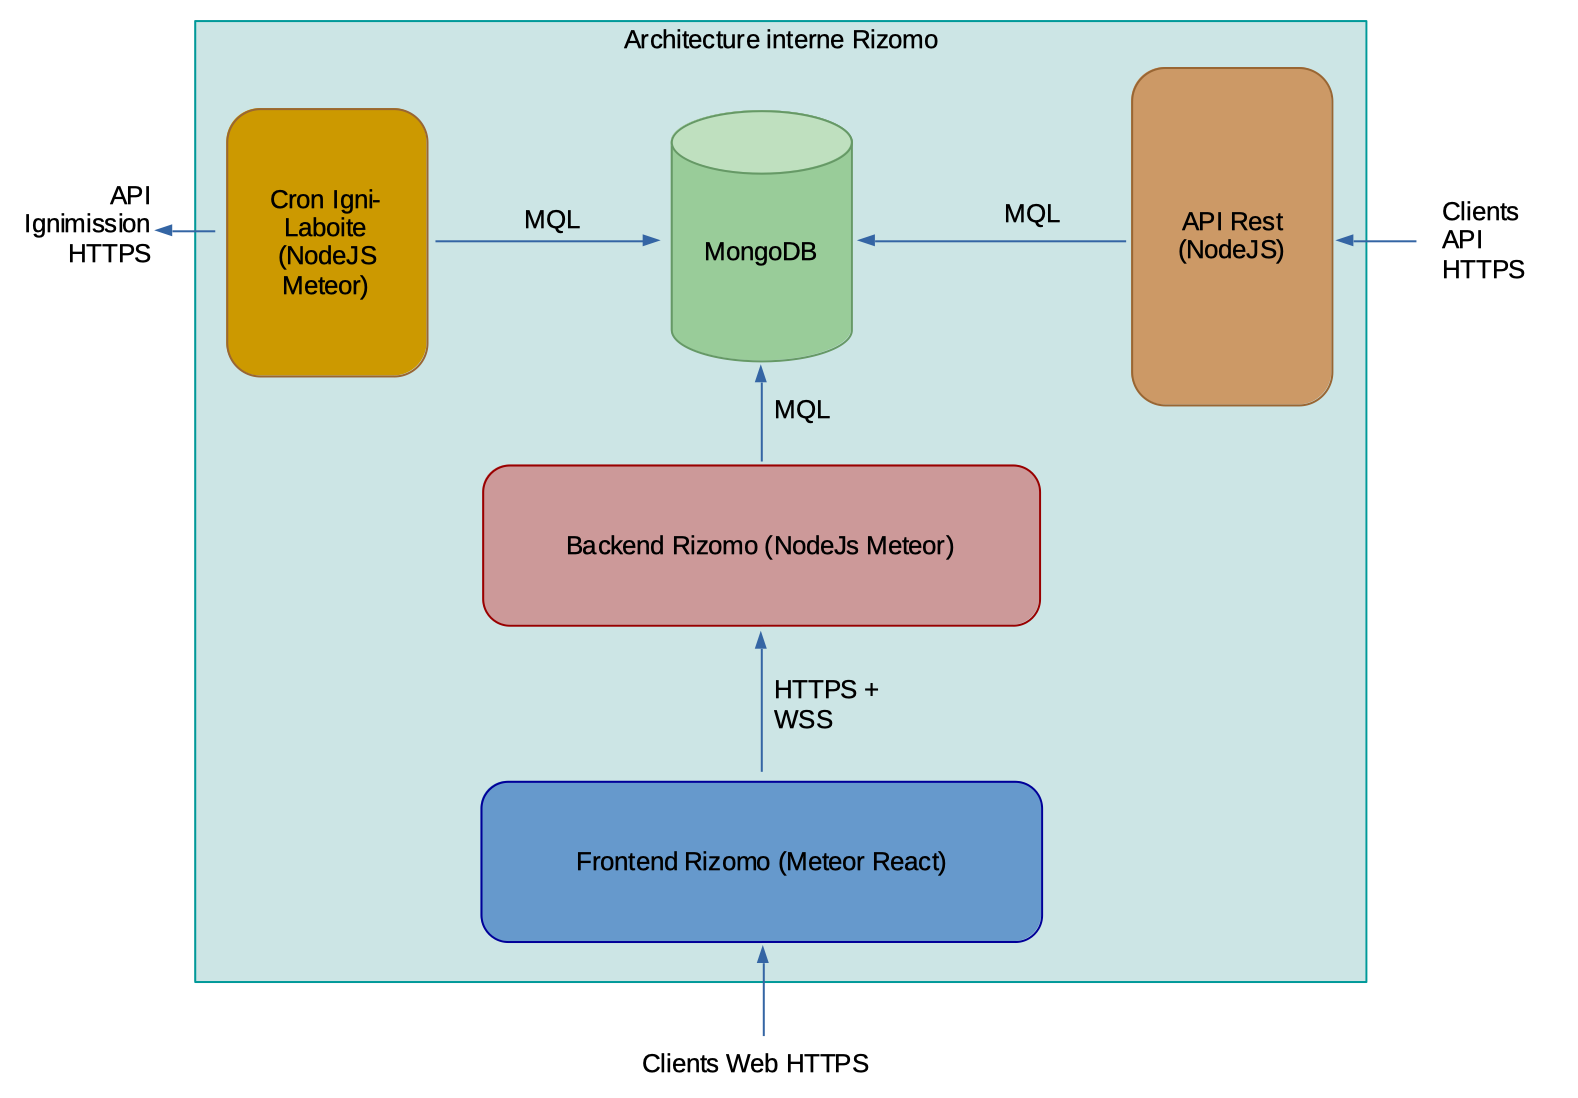 Architecture interne Rizomo
API
Ignimission
HTTPS
Cron Igni-
Laboite
(NodeJS
Meteor)
MQL
MongoDB
MQL
API Rest
(NodeJS)
Clients
API
HTTPS
MQL
Backend Rizomo (NodeJs Meteor)
HTTPS +
WSS
Frontend Rizomo (Meteor React)
Clients Web HTTPS